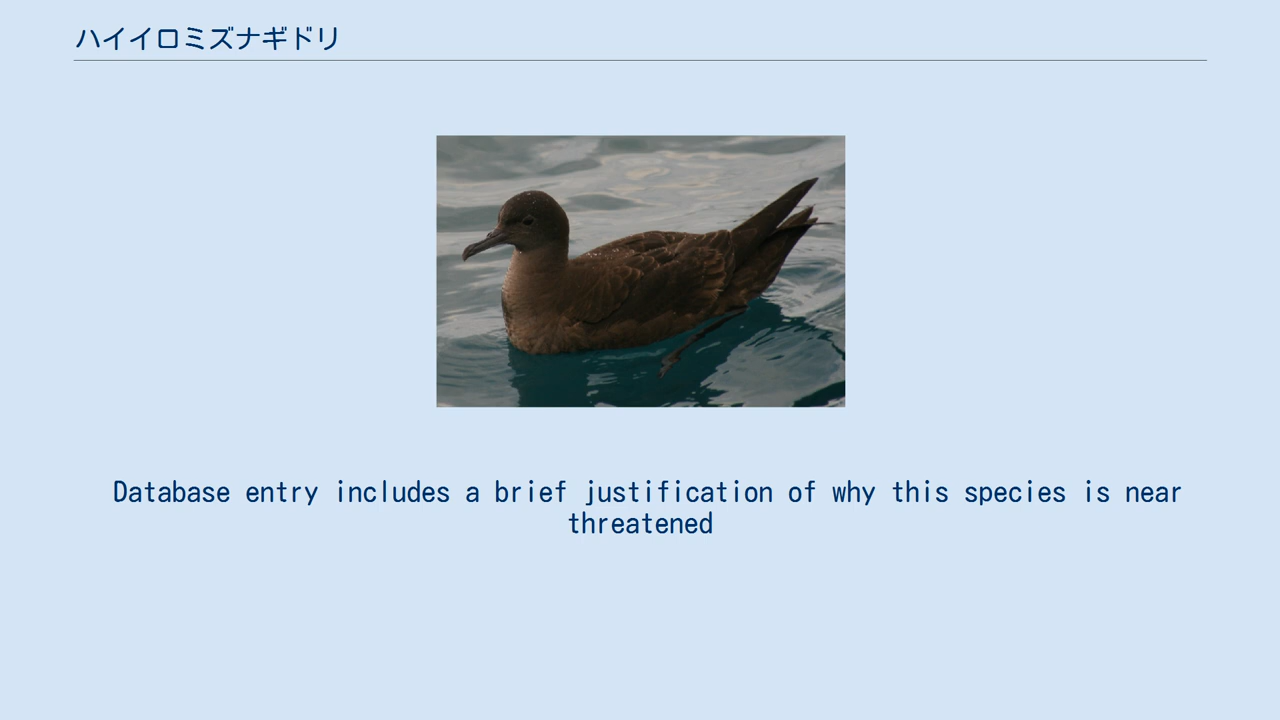 ハイイロミズナギドリ
Database entry includes a brief justification of why this species is near
threatened